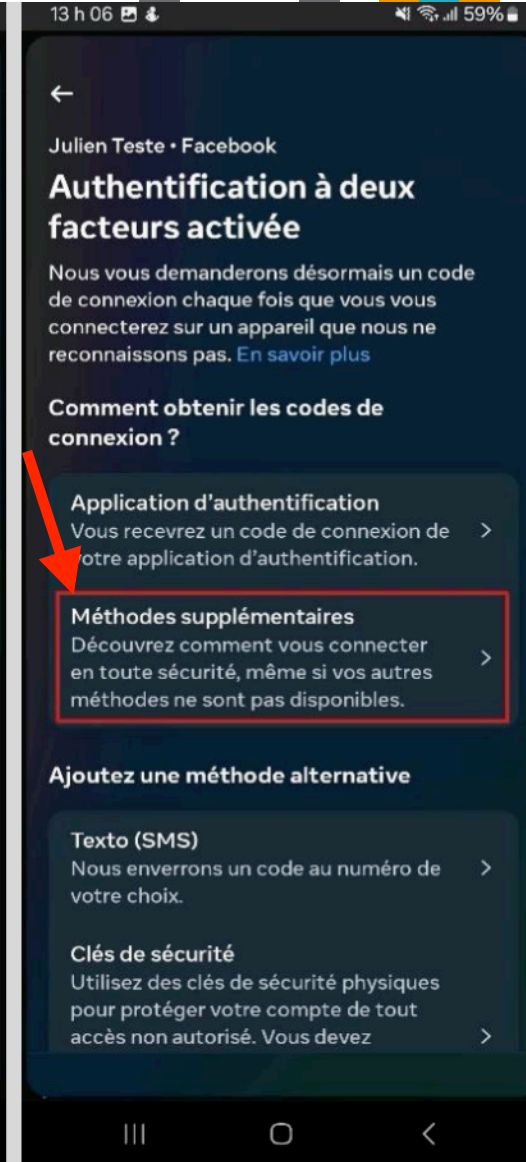 13 h 06
59%
Julien Teste • Facebook
Authentification à deux
facteurs activée
Nous vous demanderons désormais un code
de connexion chaque fois que vous vous
connecterez sur un appareil que nous ne
reconnaissons pas. En savoir plus
Comment obtenir les codes de
connexion ?
Application d'authentification
Vous recevrez un code de connexion de
votre application d'authentification.
Méthodes supplémentaires
Découvrez comment vous connecter
en toute sécurité, même si vos autres
méthodes ne sont pas disponibles.
Ajoutez une méthode alternative
Texto (SMS)
Nous enverrons un code au numéro de
votre choix.
Clés de sécurité
Utilisez des clés de sécurité physiques
pour protéger votre compte de tout
accès non autorisé. Vous devez